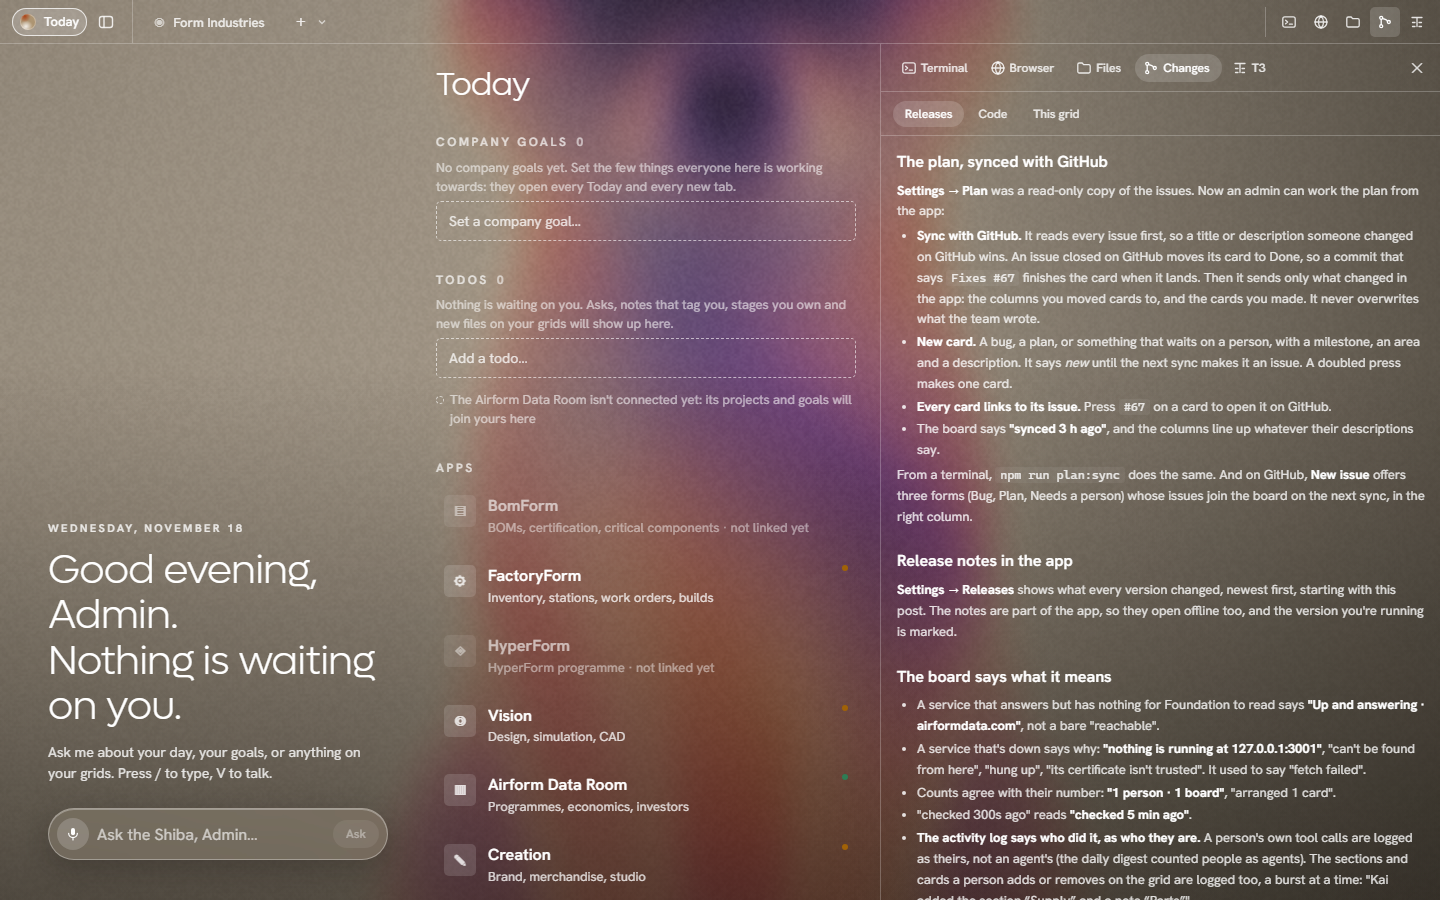 Today
Form Industries
Today
COMPANY GOALS 0
No company goals yet. Set the few things everyone here is working
towards: they open every Today and every new tab.
Set a company goal...
TODOS 0
Nothing is waiting on you. Asks, notes that tag you, stages you own and
new files on your grids will show up here.
Add a todo...
The Airform Data Room isn't connected yet: its projects and goals will
join yours here
APPS
BomForm
BOMs, certification, critical components · not linked yet
FactoryForm
Inventory, stations, work orders, builds
HyperForm
HyperForm programme · not linked yet
Vision
Design, simulation, CAD
Airform Data Room
Programmes, economics, investors
Creation
Brand, merchandise, studio
WEDNESDAY, NOVEMBER 18
Good evening,
Admin.
Nothing is waiting
on you.
Ask me about your day, your goals, or anything on
your grids. Press / to type, V to talk.
Ask the Shiba, Admin...
Ask
Terminal
Browser
Files
Changes
T3
Releases
Code
This grid
The plan, synced with GitHub
Settings → Plan was a read-only copy of the issues. Now an admin can work the plan from
the app:
• Sync with GitHub. It reads every issue first, so a title or description someone changed
on GitHub wins. An issue closed on GitHub moves its card to Done, so a commit that
says Fixes #67 finishes the card when it lands. Then it sends only what changed in
the app: the columns you moved cards to, and the cards you made. It never overwrites
what the team wrote.
• New card. A bug, a plan, or something that waits on a person, with a milestone, an area
and a description. It says new until the next sync makes it an issue. A doubled press
makes one card.
• Every card links to its issue. Press #67 on a card to open it on GitHub.
• The board says "synced 3 h ago", and the columns line up whatever their descriptions
say.
From a terminal, npm run plan:sync does the same. And on GitHub, New issue offers
three forms (Bug, Plan, Needs a person) whose issues join the board on the next sync, in the
right column.
Release notes in the app
Settings → Releases shows what every version changed, newest first, starting with this
post. The notes are part of the app, so they open offline too, and the version you're running
is marked.
The board says what it means
• A service that answers but has nothing for Foundation to read says "Up and answering ·
airformdata.com", not a bare "reachable".
• A service that's down says why: "nothing is running at 127.0.0.1:3001", "can't be found
from here", "hung up", "its certificate isn't trusted". It used to say "fetch failed".
• Counts agree with their number: "1 person · 1 board", "arranged 1 card".
• "checked 300s ago" reads "checked 5 min ago".
• The activity log says who did it, as who they are. A person's own tool calls are logged
as theirs, not an agent's (the daily digest counted people as agents). The sections and
cards a person adds or removes on the grid are logged too, a burst at a time: "Kai
added the section "Supply" and a note "Parts"".